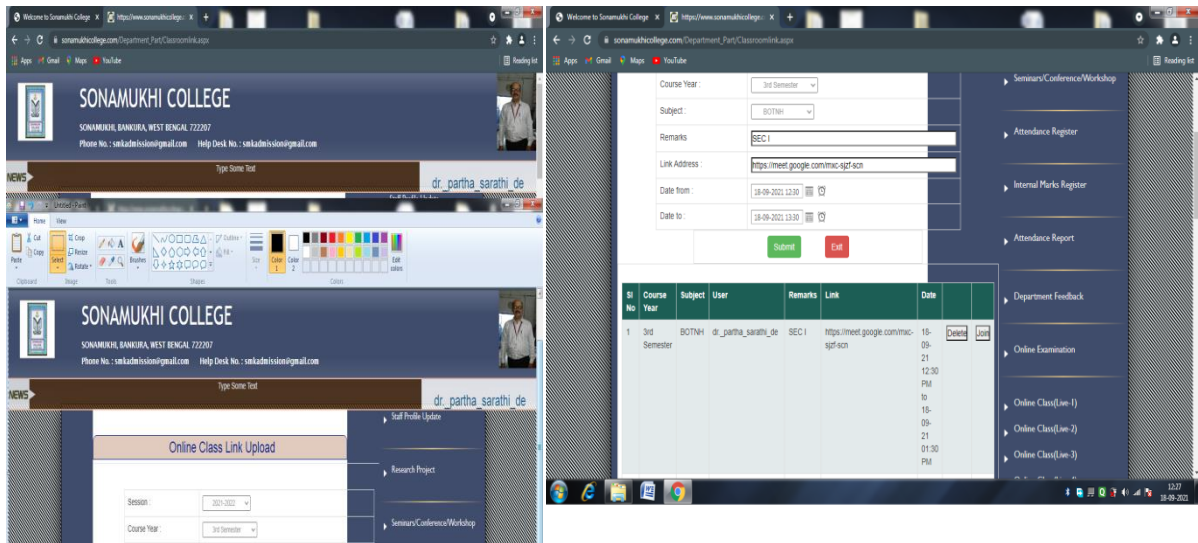 Welcome to Sonamukhi College
https://www.sonamukhicollege.
sonamukhicollege.com/Department_Part/Classroomlink.aspx
Apps Gmail Maps YouTube Reading list
SONAMUKHI COLLEGE
SONAMUKHI, BANKURA, WEST BENGAL 722207
Phone No. : smkadmission@gmail.com Help Desk No. : smkadmission@gmail.com
Type Some Text
NEWS
dr._partha_sarathi_de
Staff Profile Update
Untitled - Paint
Home View
Paste Cut Copy
Select Crop Resize Rotate
Brushes
Outline
Fill
Size
Color 1
Color 2
Edit colors
Clipboard Image Tools Shapes Colors
SONAMUKHI COLLEGE
SONAMUKHI, BANKURA, WEST BENGAL 722207
Phone No. : smkadmission@gmail.com Help Desk No. : smkadmission@gmail.com
Type Some Text
NEWS
dr._partha_sarathi_de
Staff Profile Update
Online Class Link Upload
Research Project
Session : 2021-2022
Course Year : 3rd Semester
Seminars/Conference/Workshop
Welcome to Sonamukhi College
https://www.sonamukhicollege.
sonamukhicollege.com/Department_Part/Classroomlink.aspx
Apps Gmail Maps YouTube Reading list
Course Year : 3rd Semester
Subject : BOTNH
Remarks SEC I
Link Address : https://meet.google.com/mxc-sjzf-scn
Date from : 18-09-2021 12:30
Date to : 18-09-2021 13:30
Submit Exit
Sl No Course Year Subject User Remarks Link Date
1 3rd Semester BOTNH dr._partha_sarathi_de SEC I https://meet.google.com/mxc-sjzf-scn 18-09-21 12:30 PM to 18-09-21 01:30 PM Delete Join
Seminars/Conference/Workshop
Attendance Register
Internal Marks Register
Attendance Report
Department Feedback
Online Examination
Online Class(Live-1)
Online Class(Live-2)
Online Class(Live-3)
12:27
18-09-2021